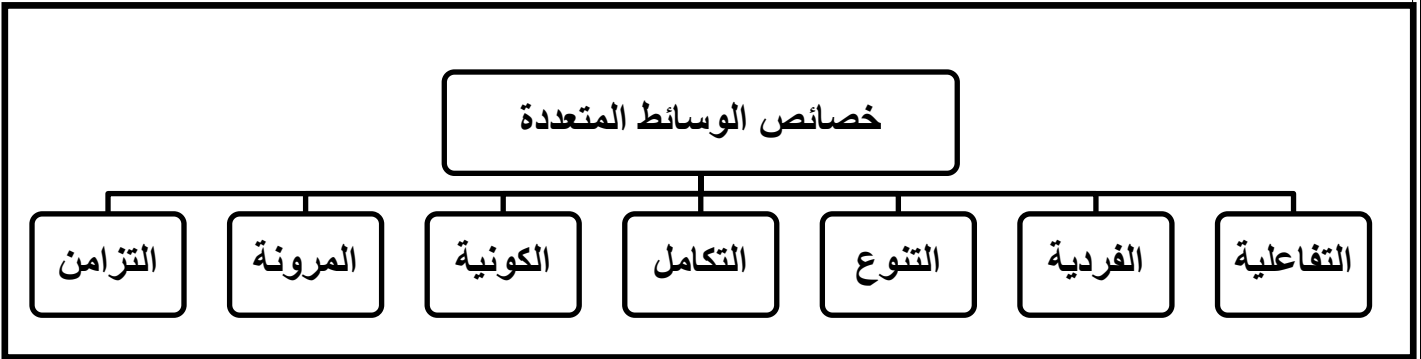 خصائص الوسائط المتعددة
التفاعلية
الفردية
التنوع
التكامل
الكونية
المرونة
التزامن